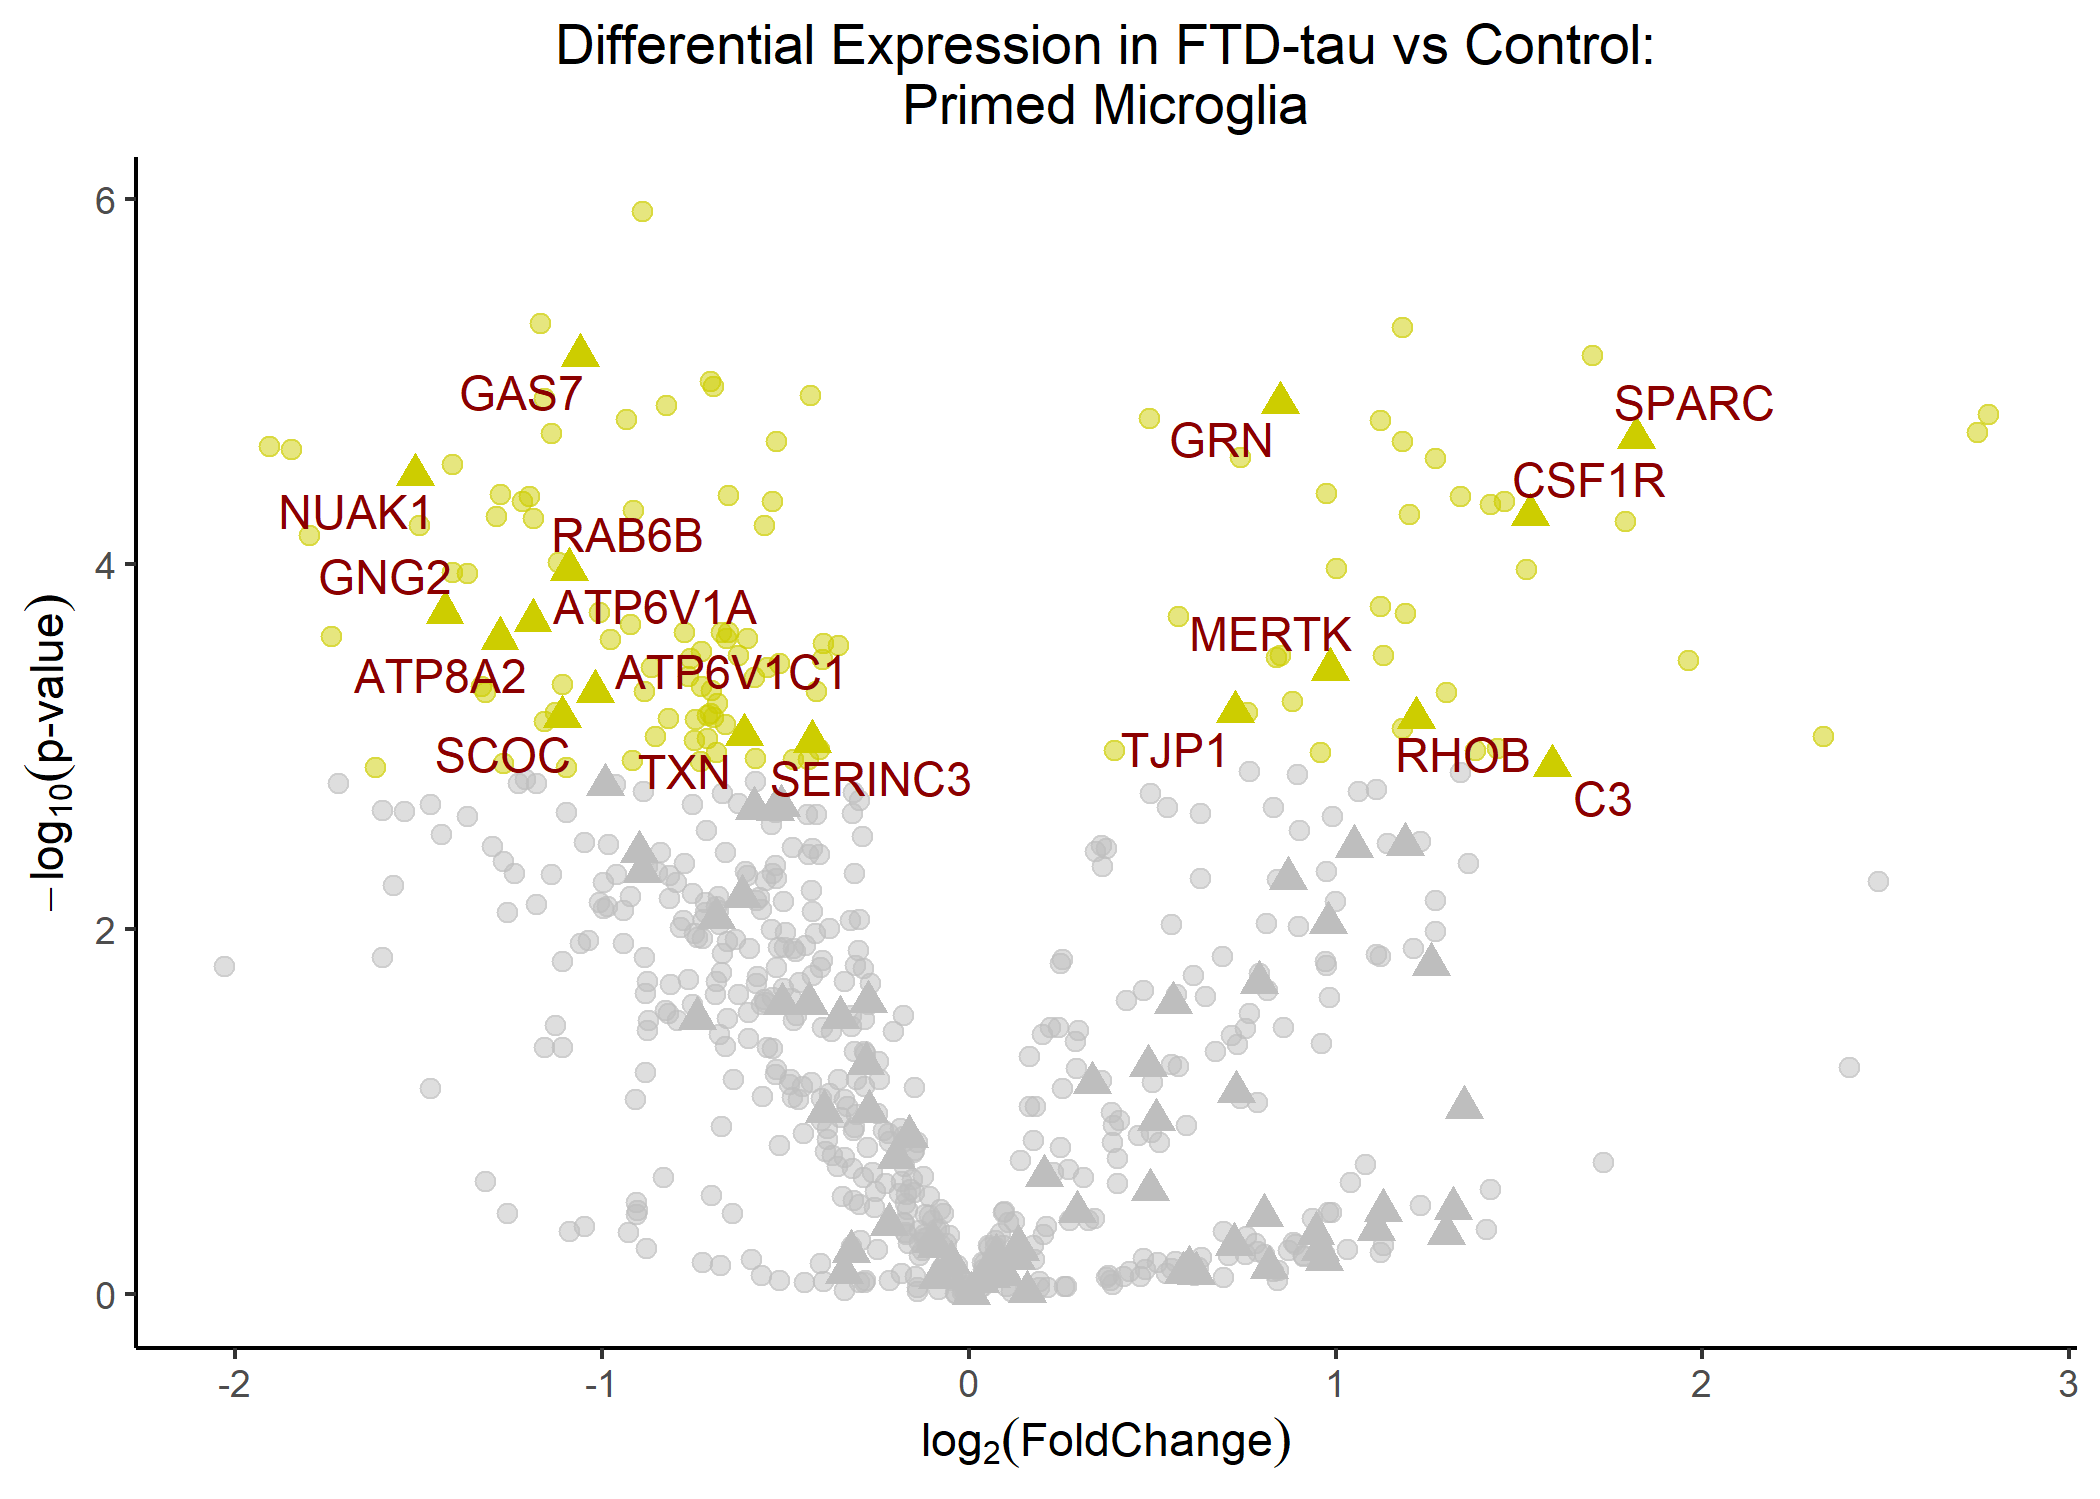 Differential Expression in FTD-tau vs Control:
Primed Microglia
6
4
2
0
−log10(p-value)
GAS7
SPARC
GRN
CSF1R
NUAK1
RAB6B
GNG2
ATP6V1A
MERTK
ATP8A2
ATP6V1C1
SCOC
TJP1
RHOB
TXN
SERINC3
C3
-2
-1
0
1
2
3
log2(FoldChange)